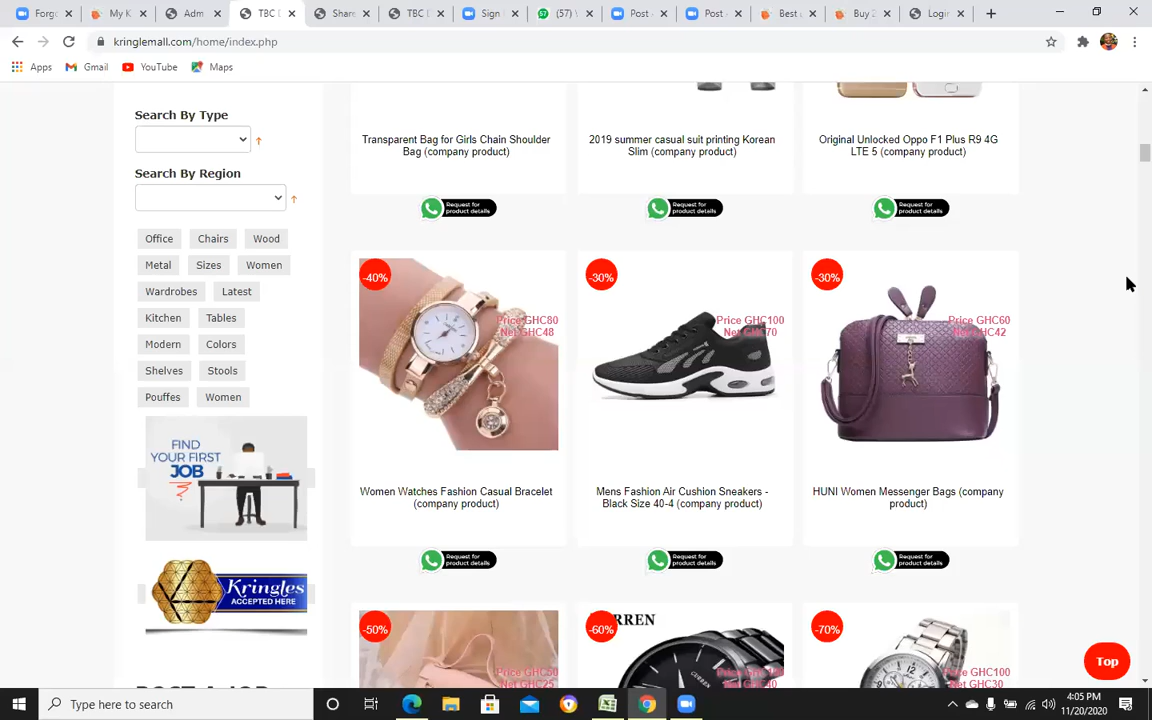 Forgo
My K
Adm
TBC D
Share
TBC D
Sign
(57) W
Post
Post
Best
Buy 2
Login
kringlemall.com/home/index.php
Apps
Gmail
YouTube
Maps
Search By Type
Search By Region
Office
Chairs
Wood
Metal
Sizes
Women
Wardrobes
Latest
Kitchen
Tables
Modern
Colors
Shelves
Stools
Pouffes
Women
FIND
YOUR FIRST
JOB
Kringles
ACCEPTED HERE
Transparent Bag for Girls Chain Shoulder
Bag (company product)
Request for
product details
2019 summer casual suit printing Korean
Slim (company product)
Request for
product details
Original Unlocked Oppo F1 Plus R9 4G
LTE 5 (company product)
Request for
product details
-40%
Price GHC80
Net GHC48
Women Watches Fashion Casual Bracelet
(company product)
Request for
product details
-30%
Price GHC100
Net GHC70
Mens Fashion Air Cushion Sneakers -
Black Size 40-4 (company product)
Request for
product details
-30%
Price GHC60
Net GHC42
HUNI Women Messenger Bags (company
product)
Request for
product details
-50%
Price GHC50
Net GHC25
-60%
CURREN
-70%
Price GHC100
Net GHC30
Top
Type here to search
4:05 PM
11/20/2020